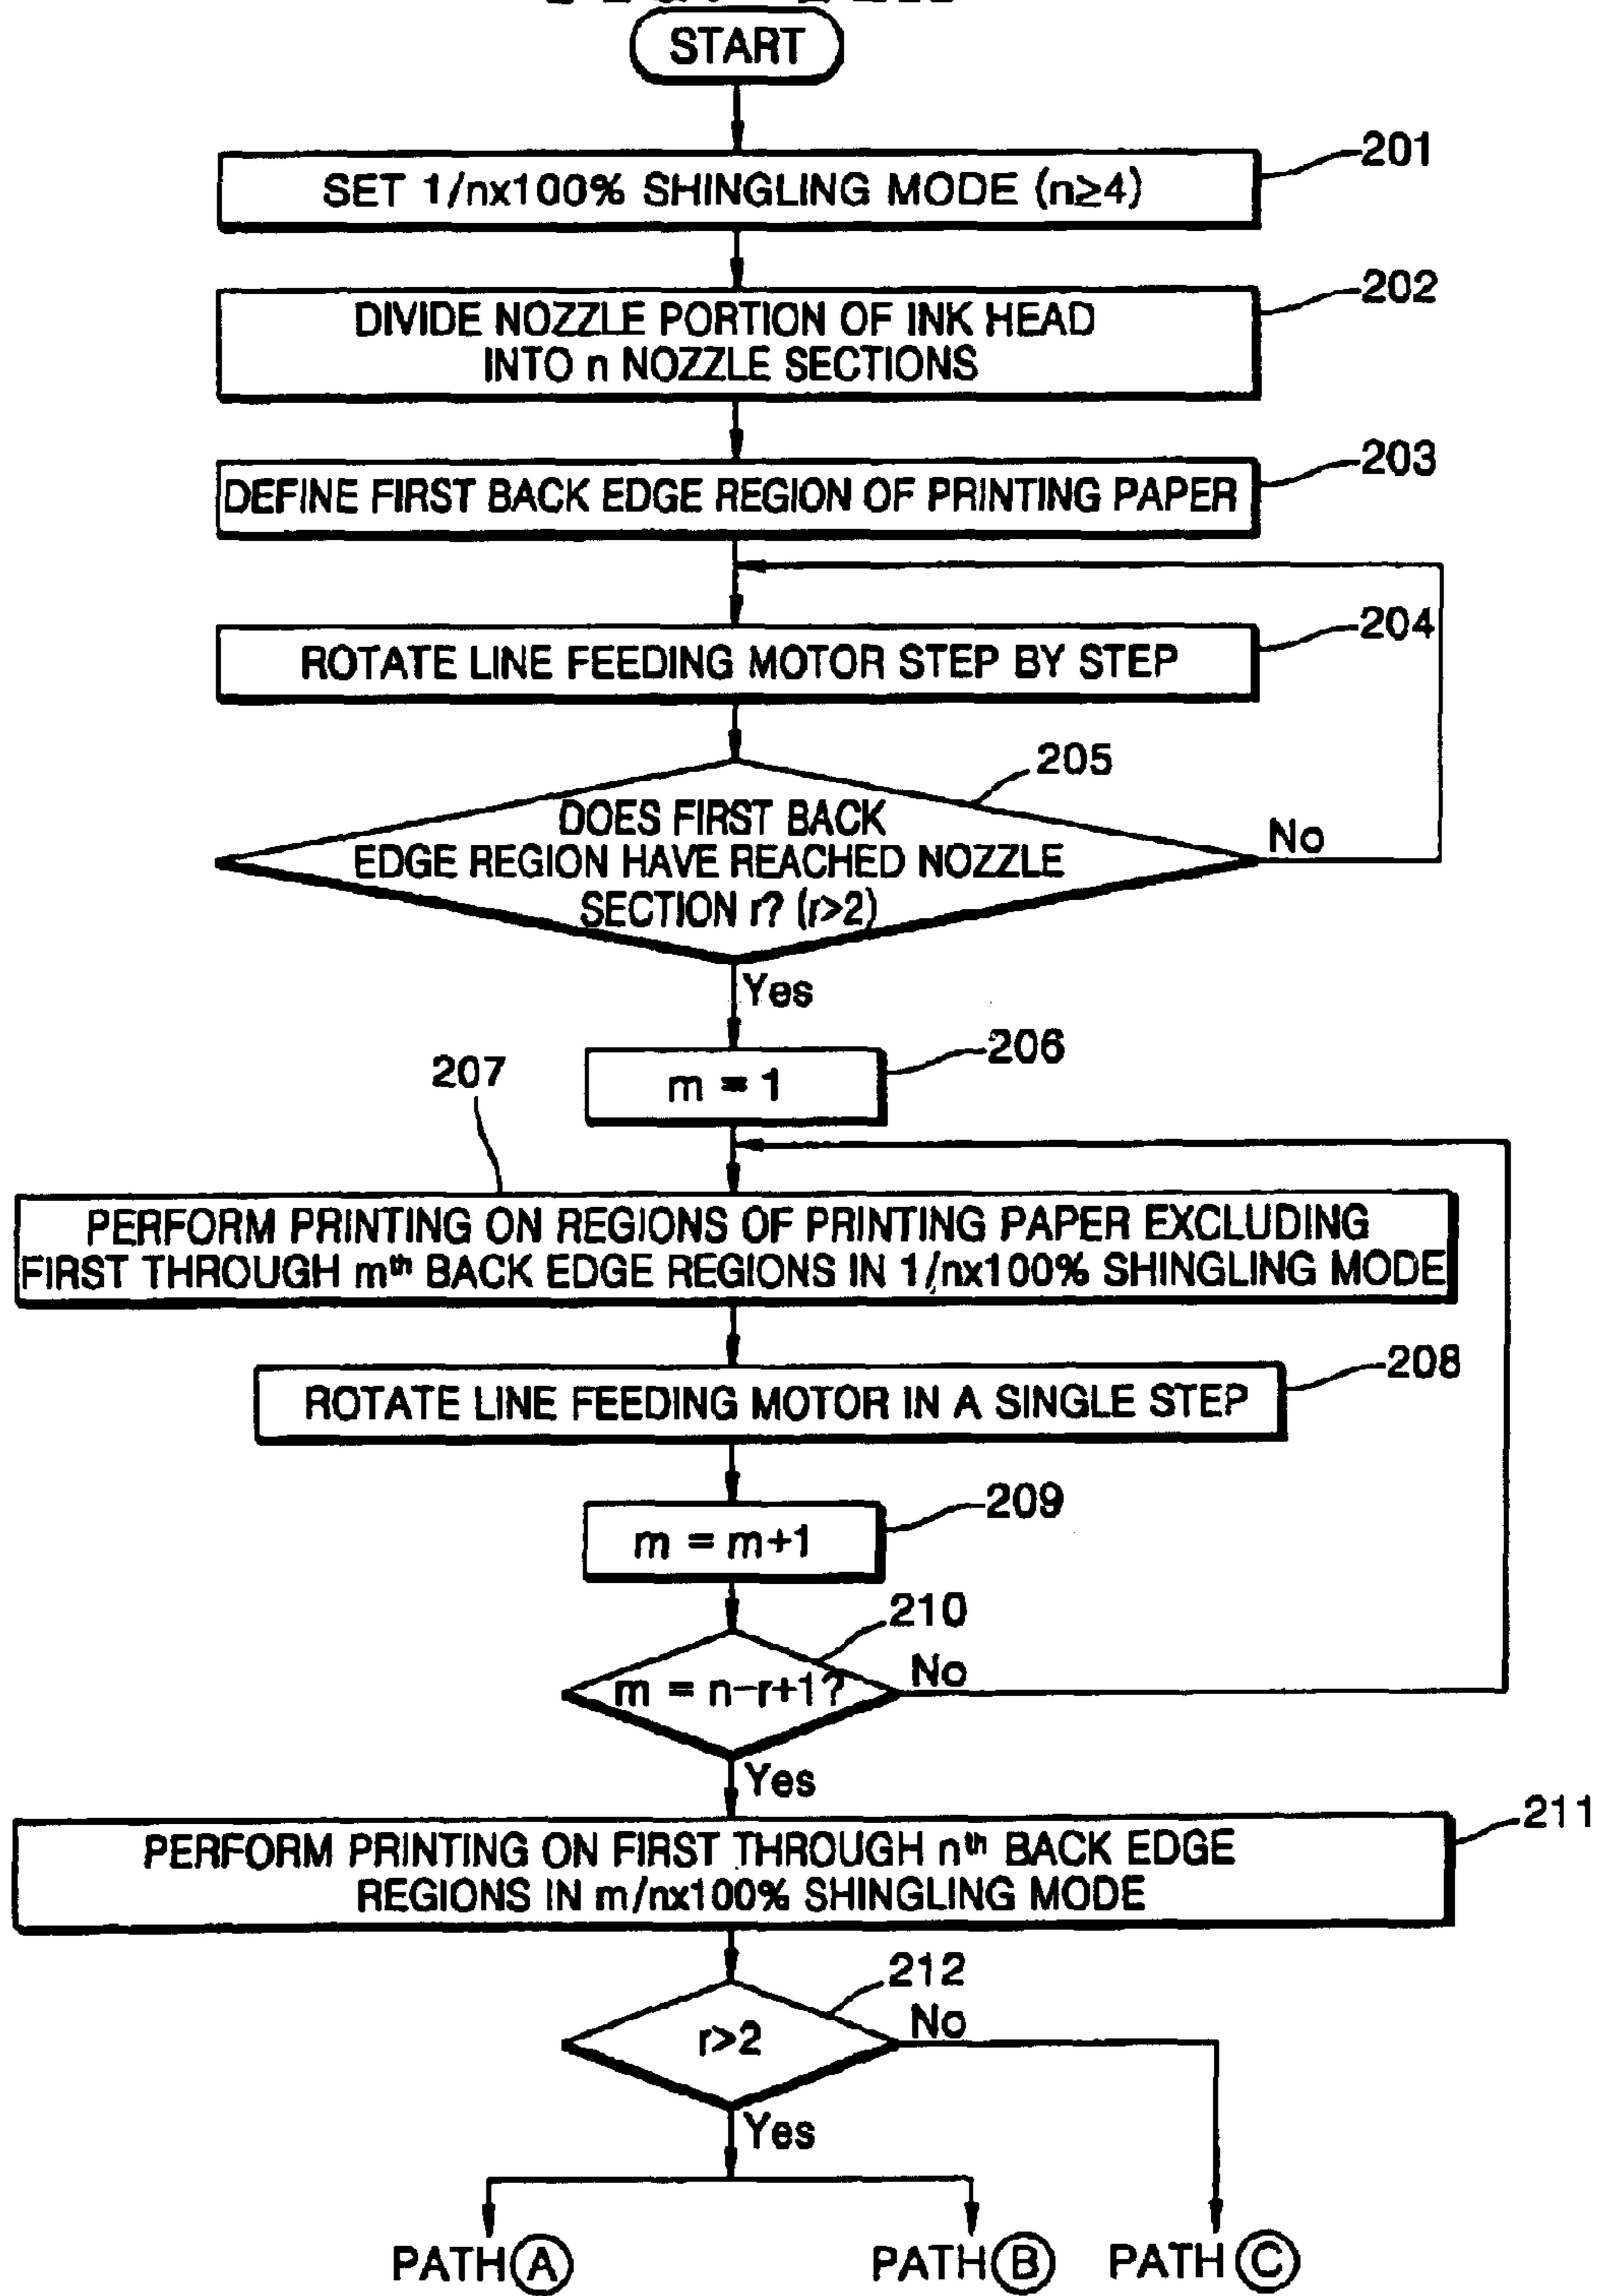 START
201
SET 1/nx100% SHINGLING MODE (n≥4)
202
DIVIDE NOZZLE PORTION OF INK HEAD
INTO n NOZZLE SECTIONS
203
DEFINE FIRST BACK EDGE REGION OF PRINTING PAPER
204
ROTATE LINE FEEDING MOTOR STEP BY STEP
205
DOES FIRST BACK
EDGE REGION HAVE REACHED NOZZLE
SECTION r? (r>2)
No
Yes
206
m = 1
207
PERFORM PRINTING ON REGIONS OF PRINTING PAPER EXCLUDING
FIRST THROUGH mth BACK EDGE REGIONS IN 1/nx100% SHINGLING MODE
208
ROTATE LINE FEEDING MOTOR IN A SINGLE STEP
209
m = m+1
210
m = n-r+1?
No
Yes
211
PERFORM PRINTING ON FIRST THROUGH nth BACK EDGE
REGIONS IN m/nx100% SHINGLING MODE
212
r>2
No
Yes
PATH A
PATH B
PATH C